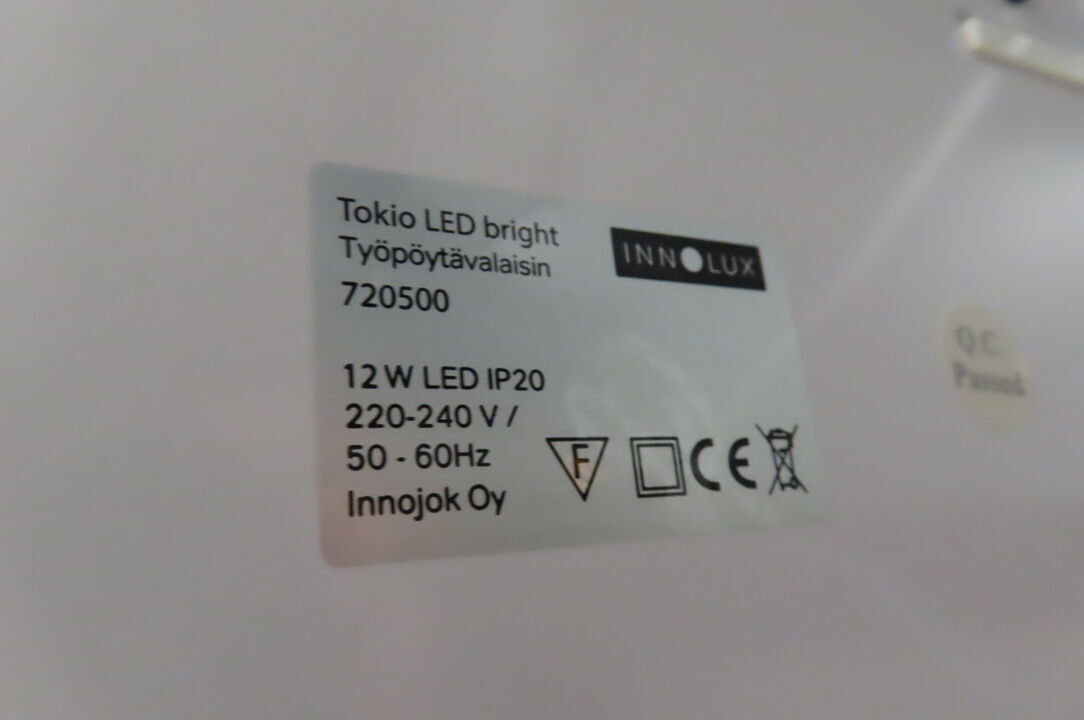 Tokio LED bright
Työpöytävalaisin
720500
INNOLUX
12 W LED IP20
220-240 V /
50 - 60Hz
Innojok Oy
F
CE
Q.C.
Passed